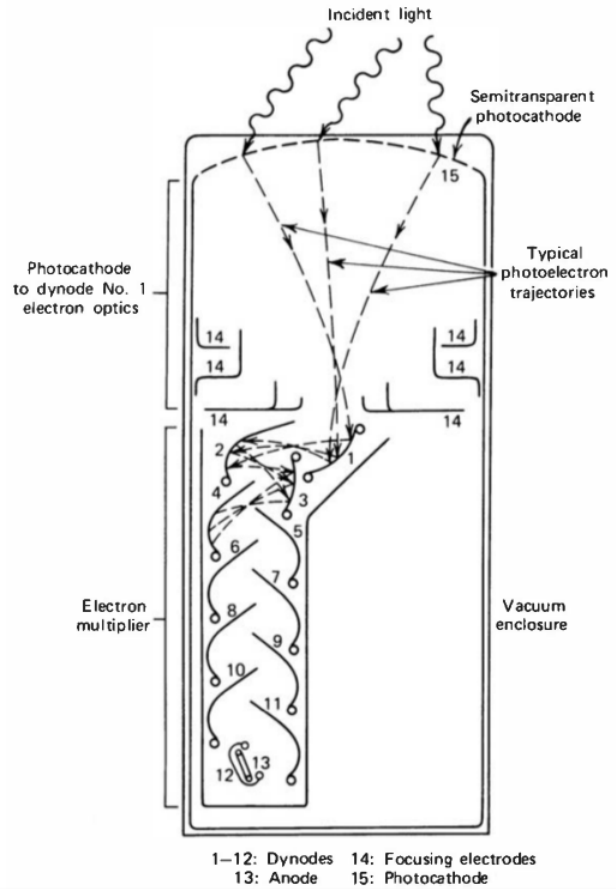 Incident light
Semitransparent
photocathode
15
Photocathode
to dynode No. 1
electron optics
Typical
photoelectron
trajectories
14
14
14
14
14
14
1
2
3
4
5
6
7
8
9
10
11
12
13
Electron
multiplier
Vacuum
enclosure
1–12: Dynodes 14: Focusing electrodes
13: Anode 15: Photocathode